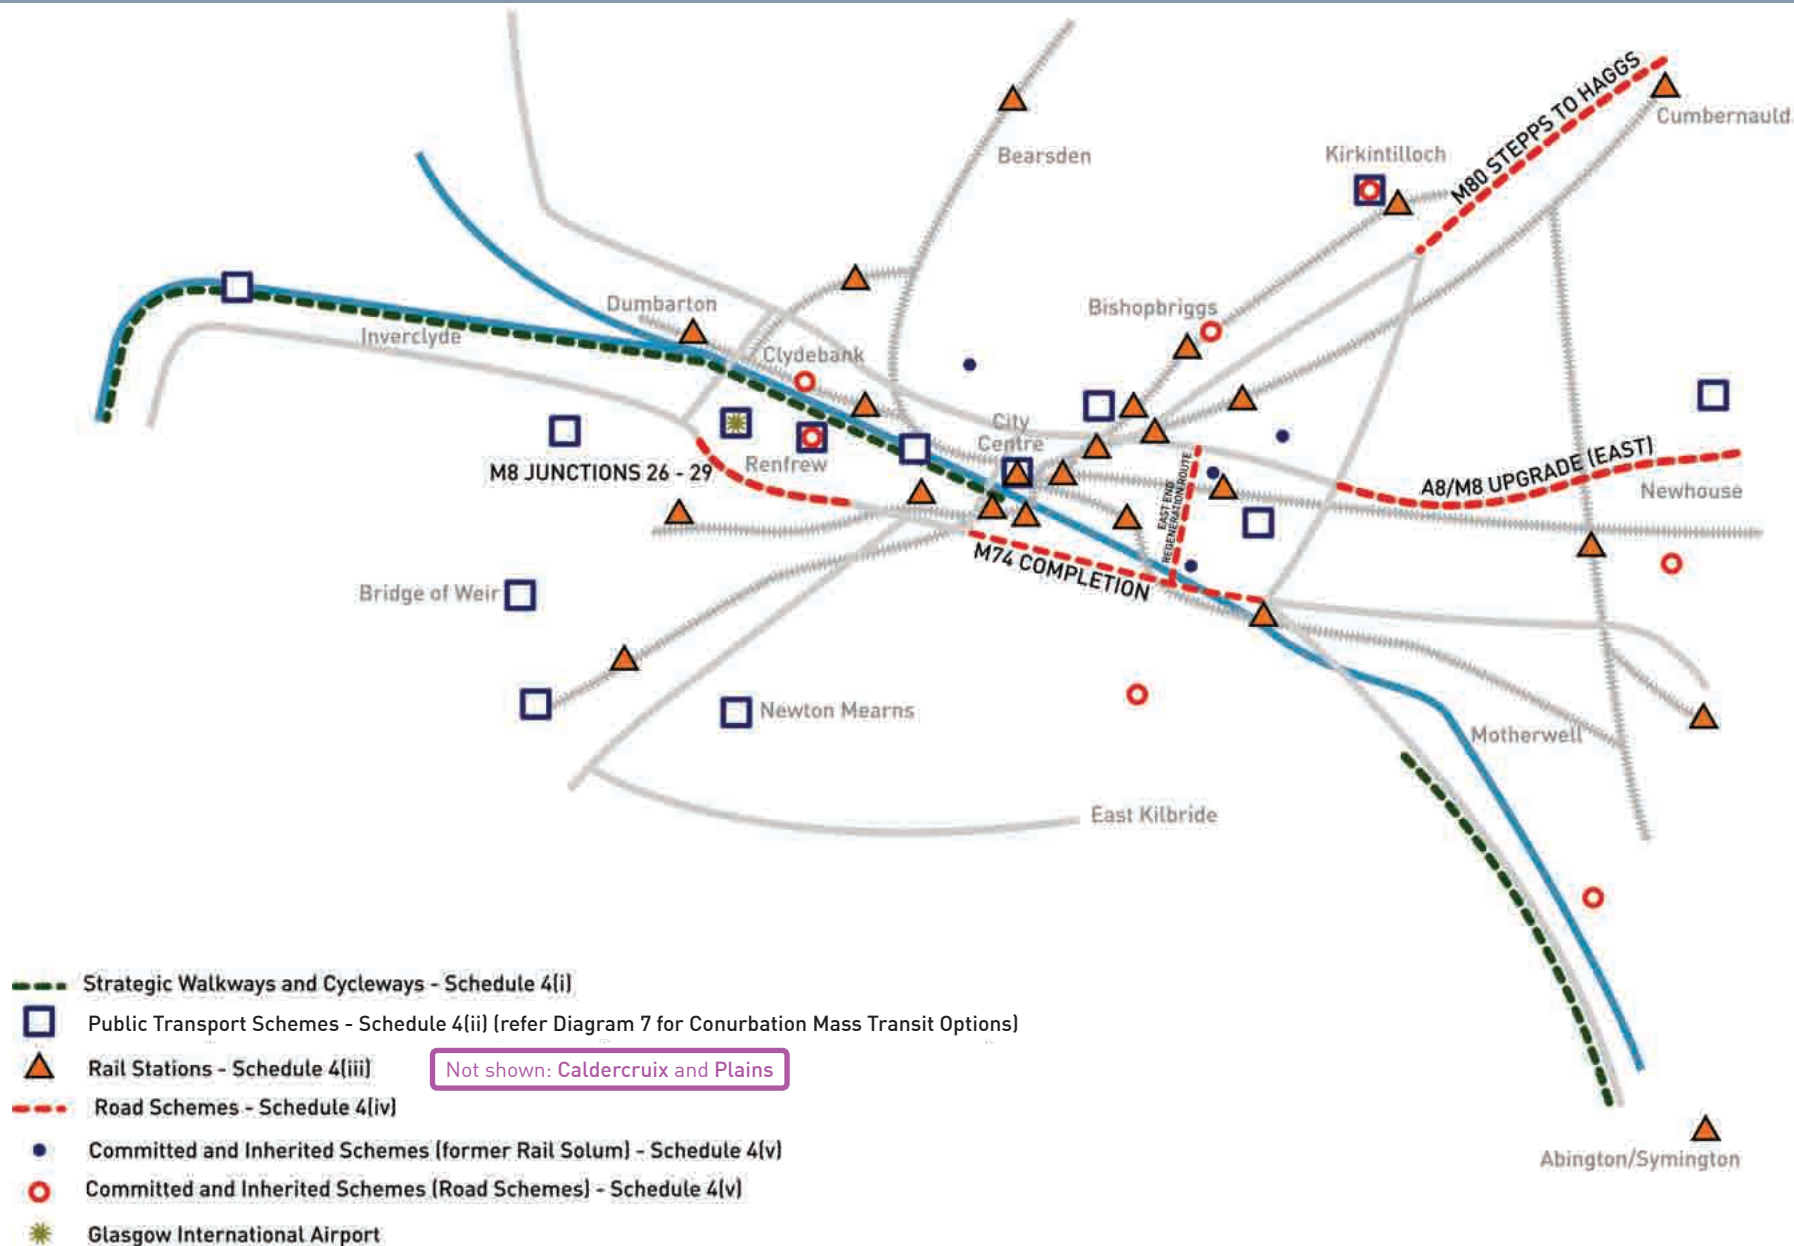 M80 STEPPS TO HAGGS
Cumbernauld
Bearsden
Kirkintilloch
Dumbarton
Bishopbriggs
Inverclyde
Clydebank
City
Centre
M8 JUNCTIONS 26 - 29
Renfrew
EAST END
REGENERATION ROUTE
A8/M8 UPGRADE (EAST)
Newhouse
M74 COMPLETION
Bridge of Weir
Newton Mearns
Motherwell
East Kilbride
Strategic Walkways and Cycleways - Schedule 4(i)
Public Transport Schemes - Schedule 4(ii) (refer Diagram 7 for Conurbation Mass Transit Options)
Rail Stations - Schedule 4(iii)
Not shown: Caldercruix and Plains
Road Schemes - Schedule 4(iv)
Committed and Inherited Schemes (former Rail Solum) - Schedule 4(v)
Abington/Symington
Committed and Inherited Schemes (Road Schemes) - Schedule 4(v)
Glasgow International Airport